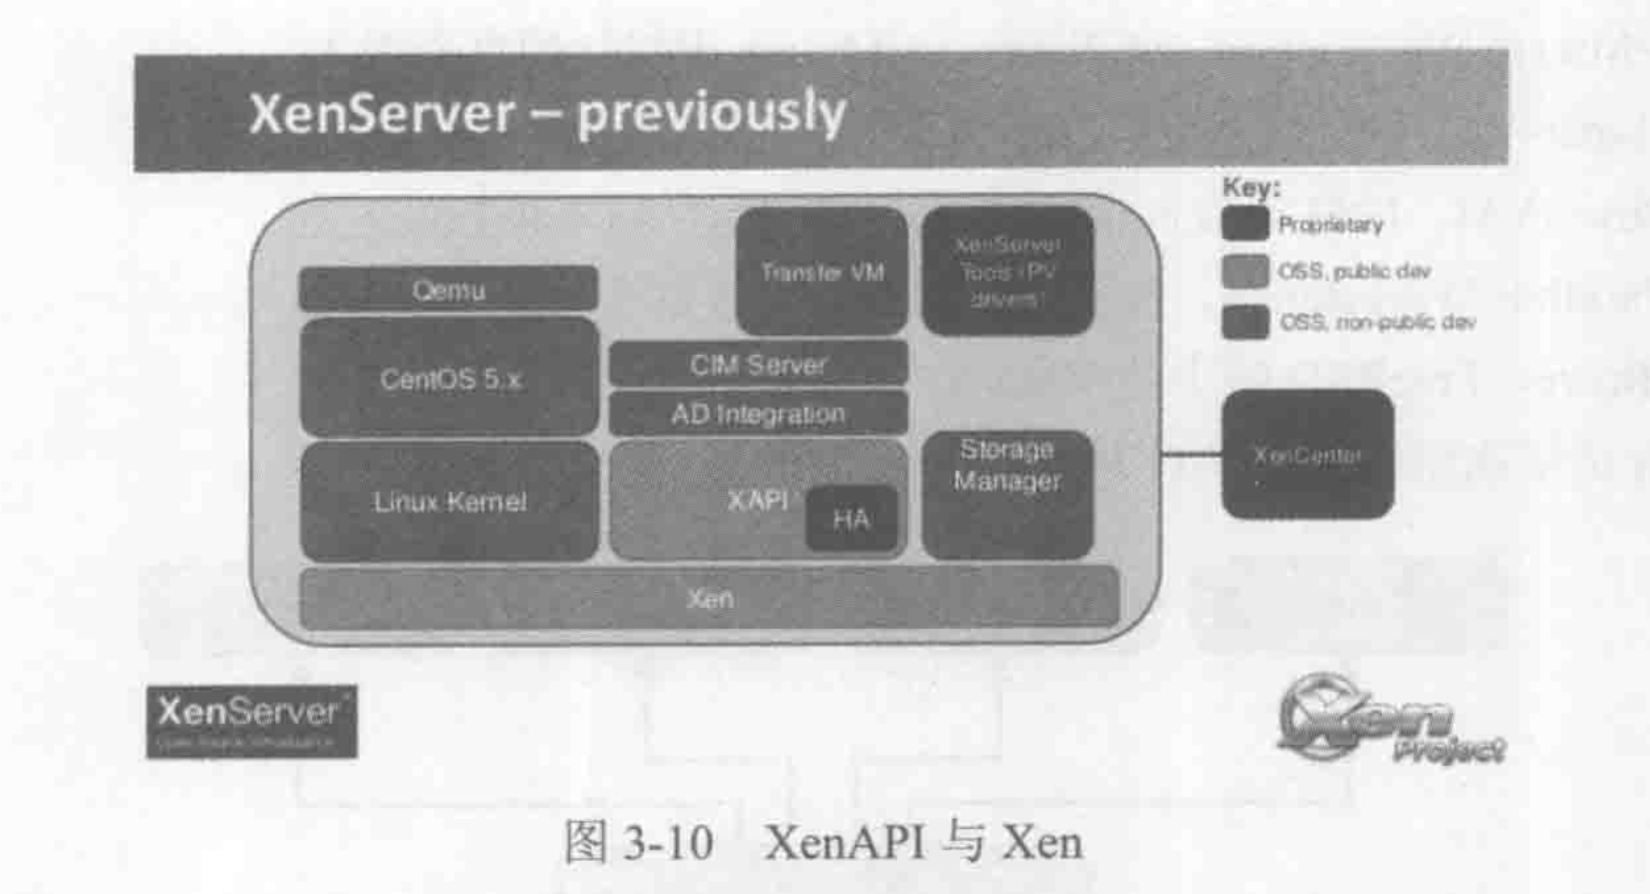 XenServer – previously
Key:
Proprietary
OSS, public dev
OSS, non-public dev
Transfer VM
XenServer
Tools (PV
drivers)
Qemu
CentOS 5.x
CIM Server
AD Integration
Linux Kernel
XAPI
HA
Storage
Manager
XenCenter
Xen
XenServer
Xen
Project
图 3-10 XenAPI 与 Xen